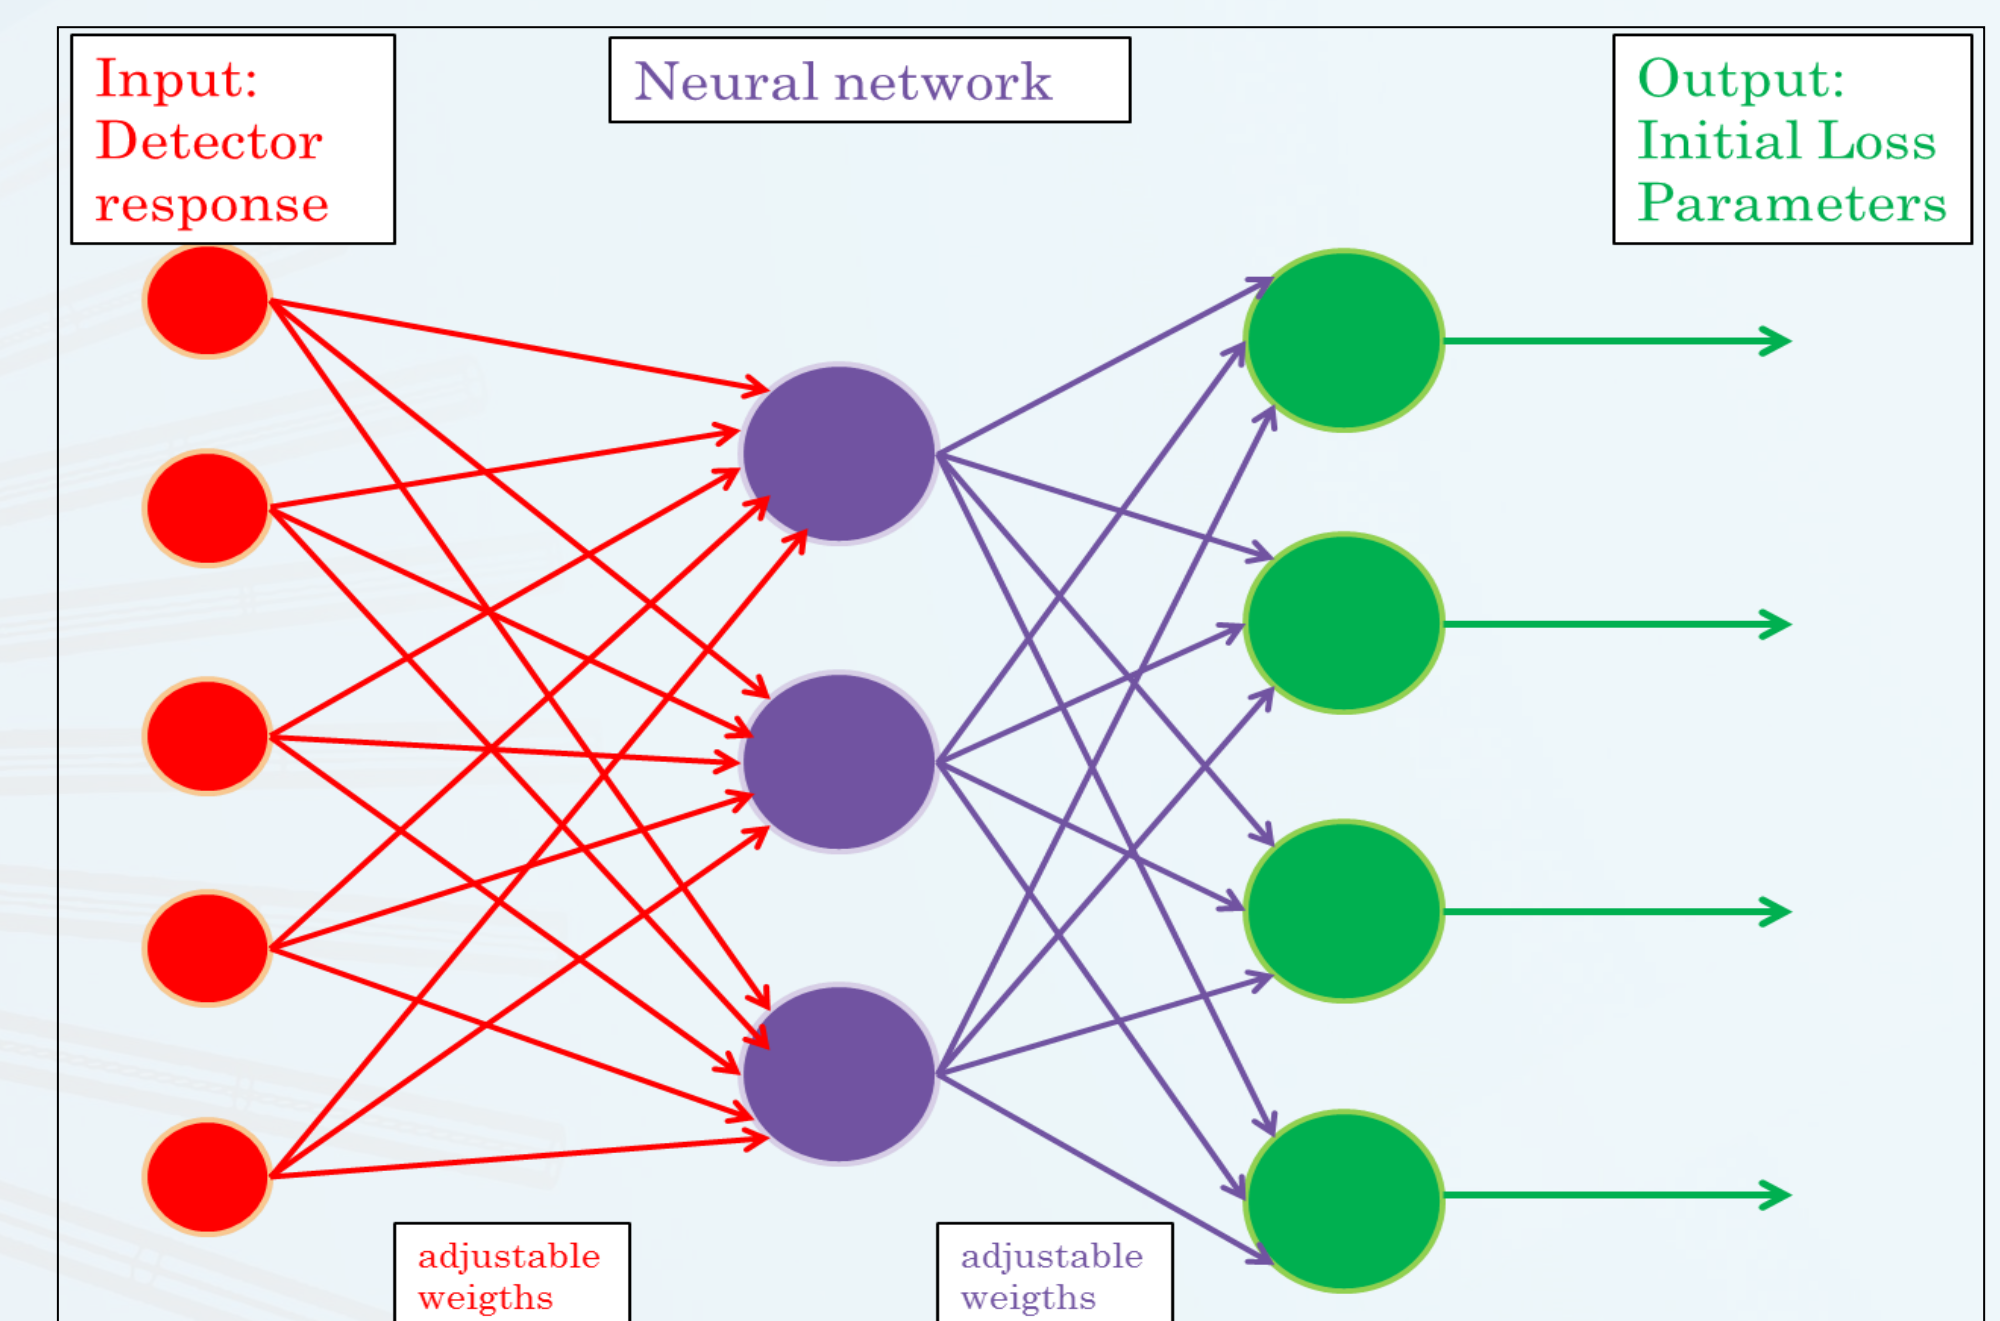 Input:
Detector
response
Neural network
Output:
Initial Loss
Parameters
adjustable
weigths
adjustable
weigths